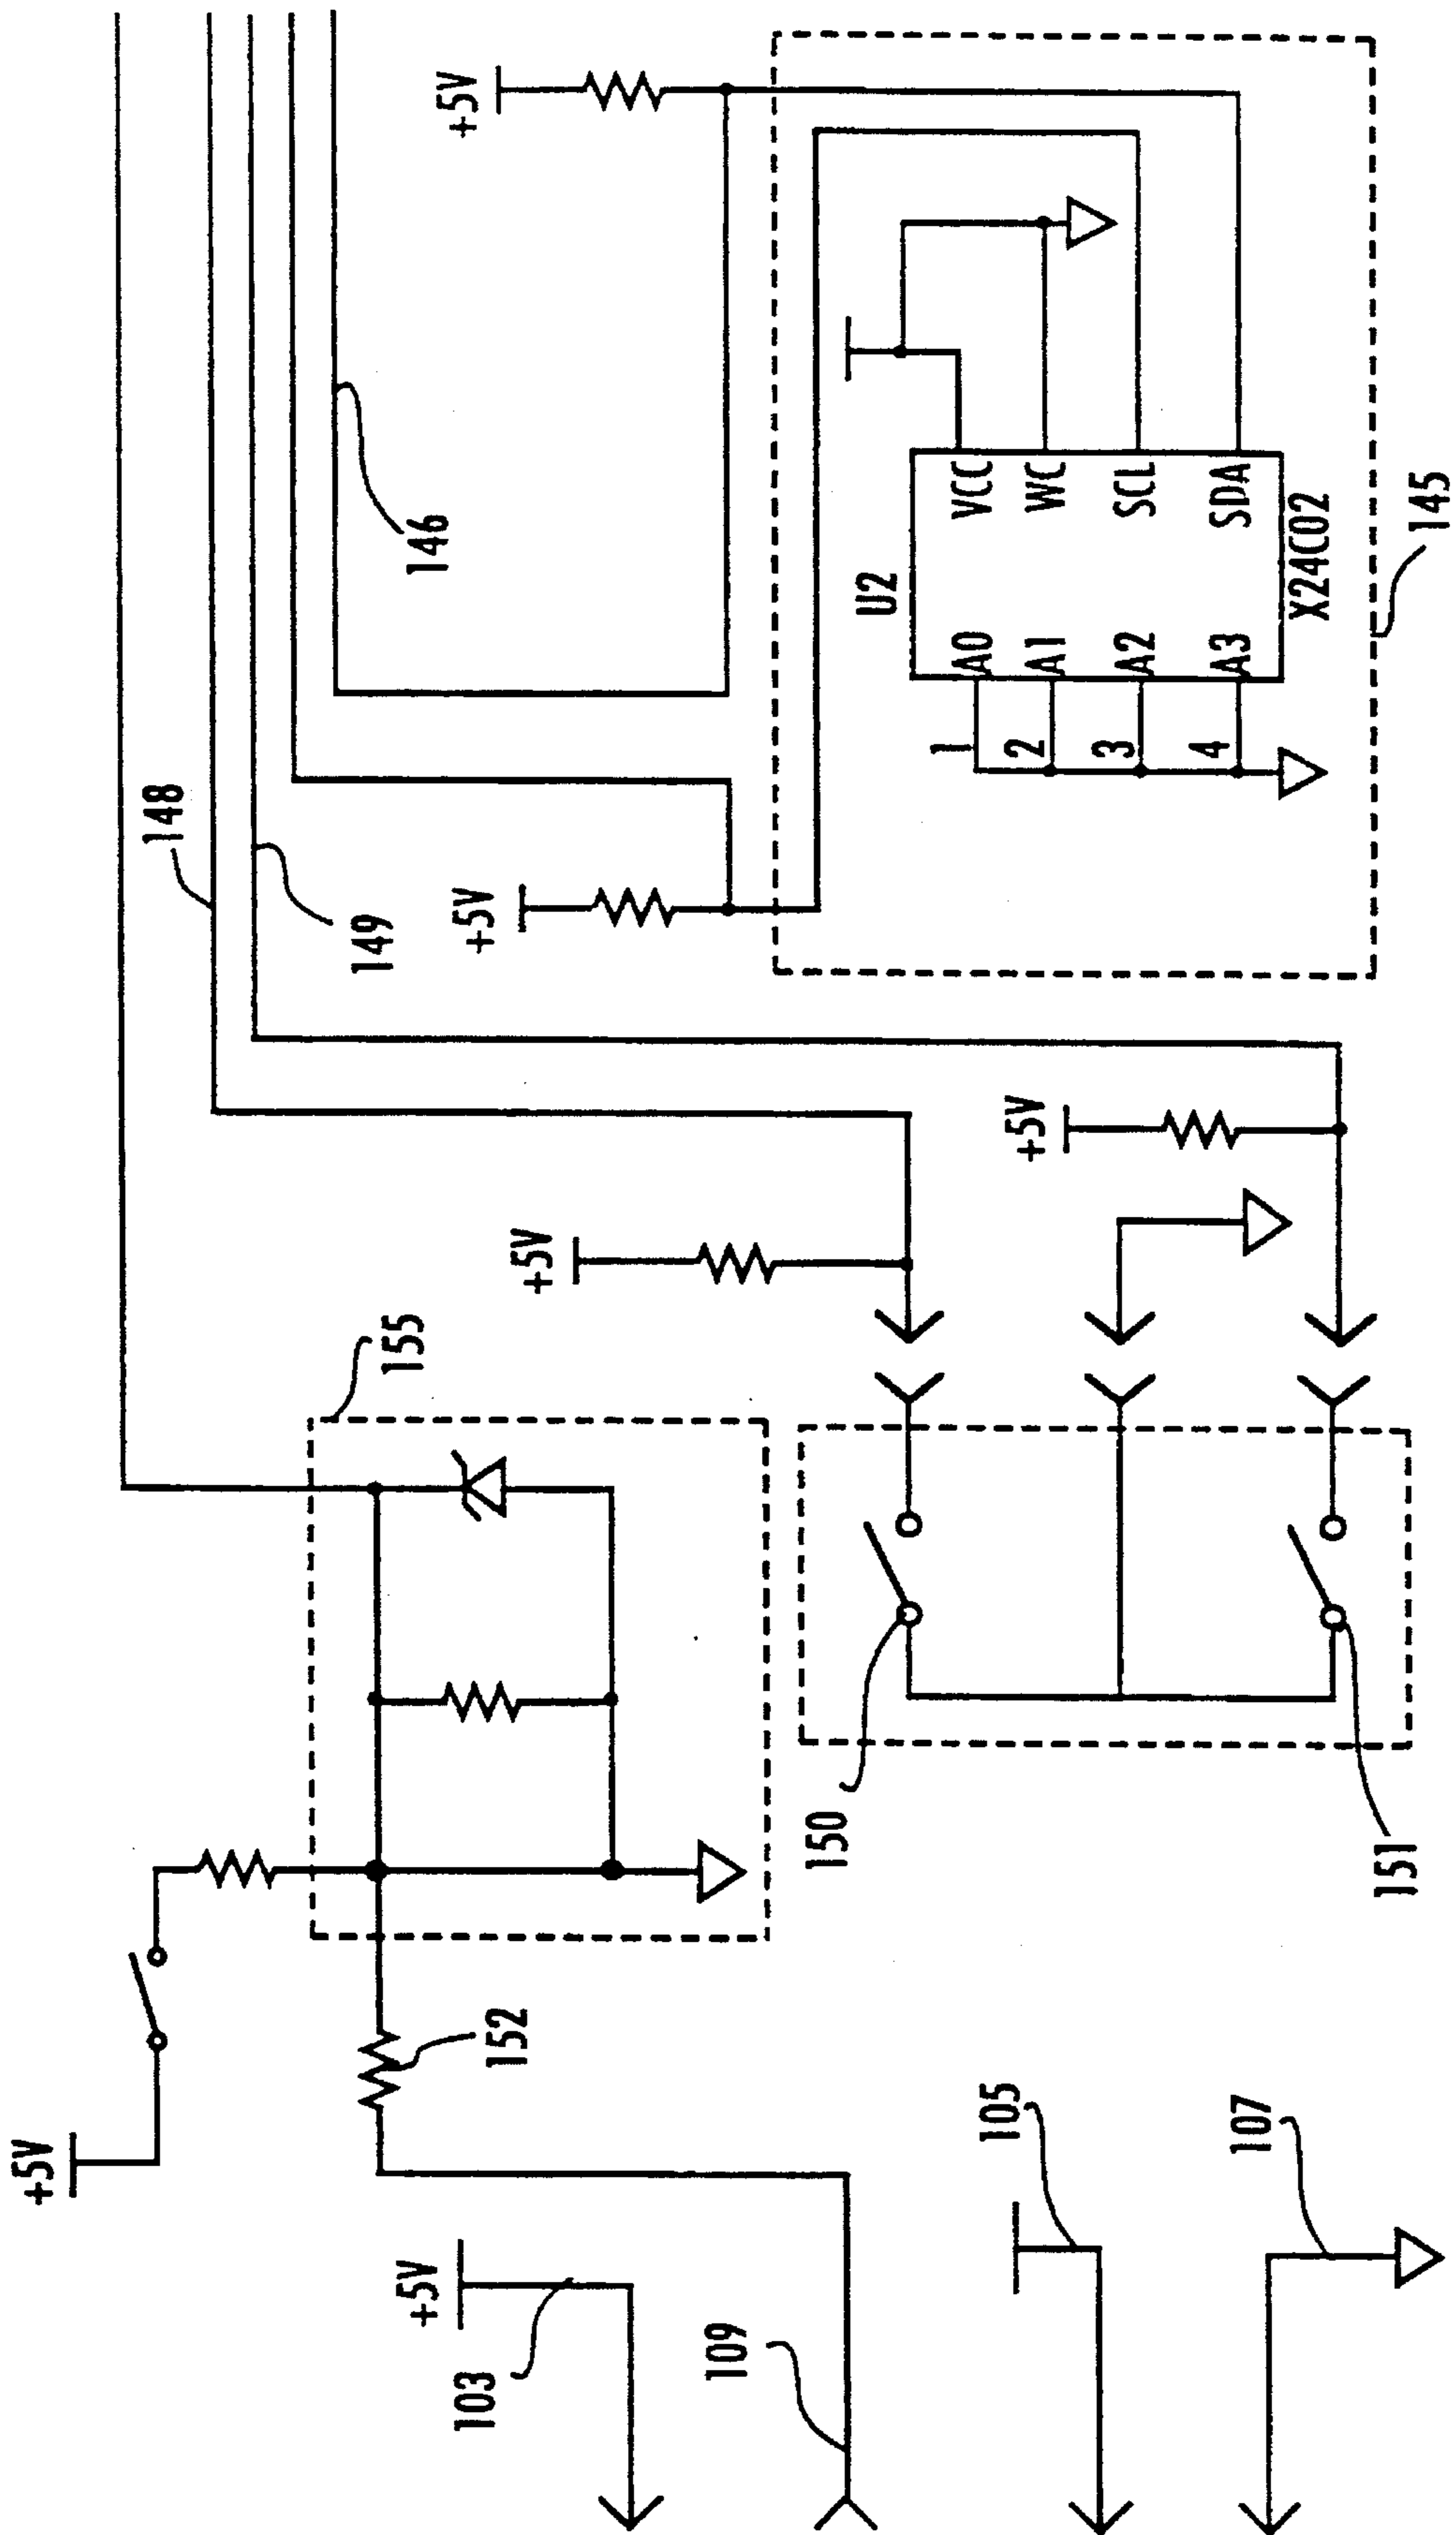 +5V
148
149
155
+5V
146
+5V
+5V
103
152
+5V
109
150
U2
1 A0 VCC
105
+5V
2 A1 WC
3 A2 SCL
4 A3 SDA
107
X24C02
151
145